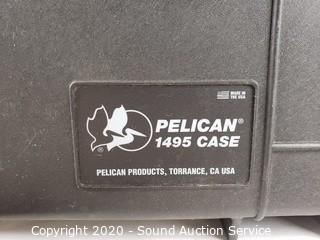 MADE IN
THE USA
PELICAN®
1495 CASE
PELICAN PRODUCTS, TORRANCE, CA USA
Copyright © 2020 - Sound Auction Service